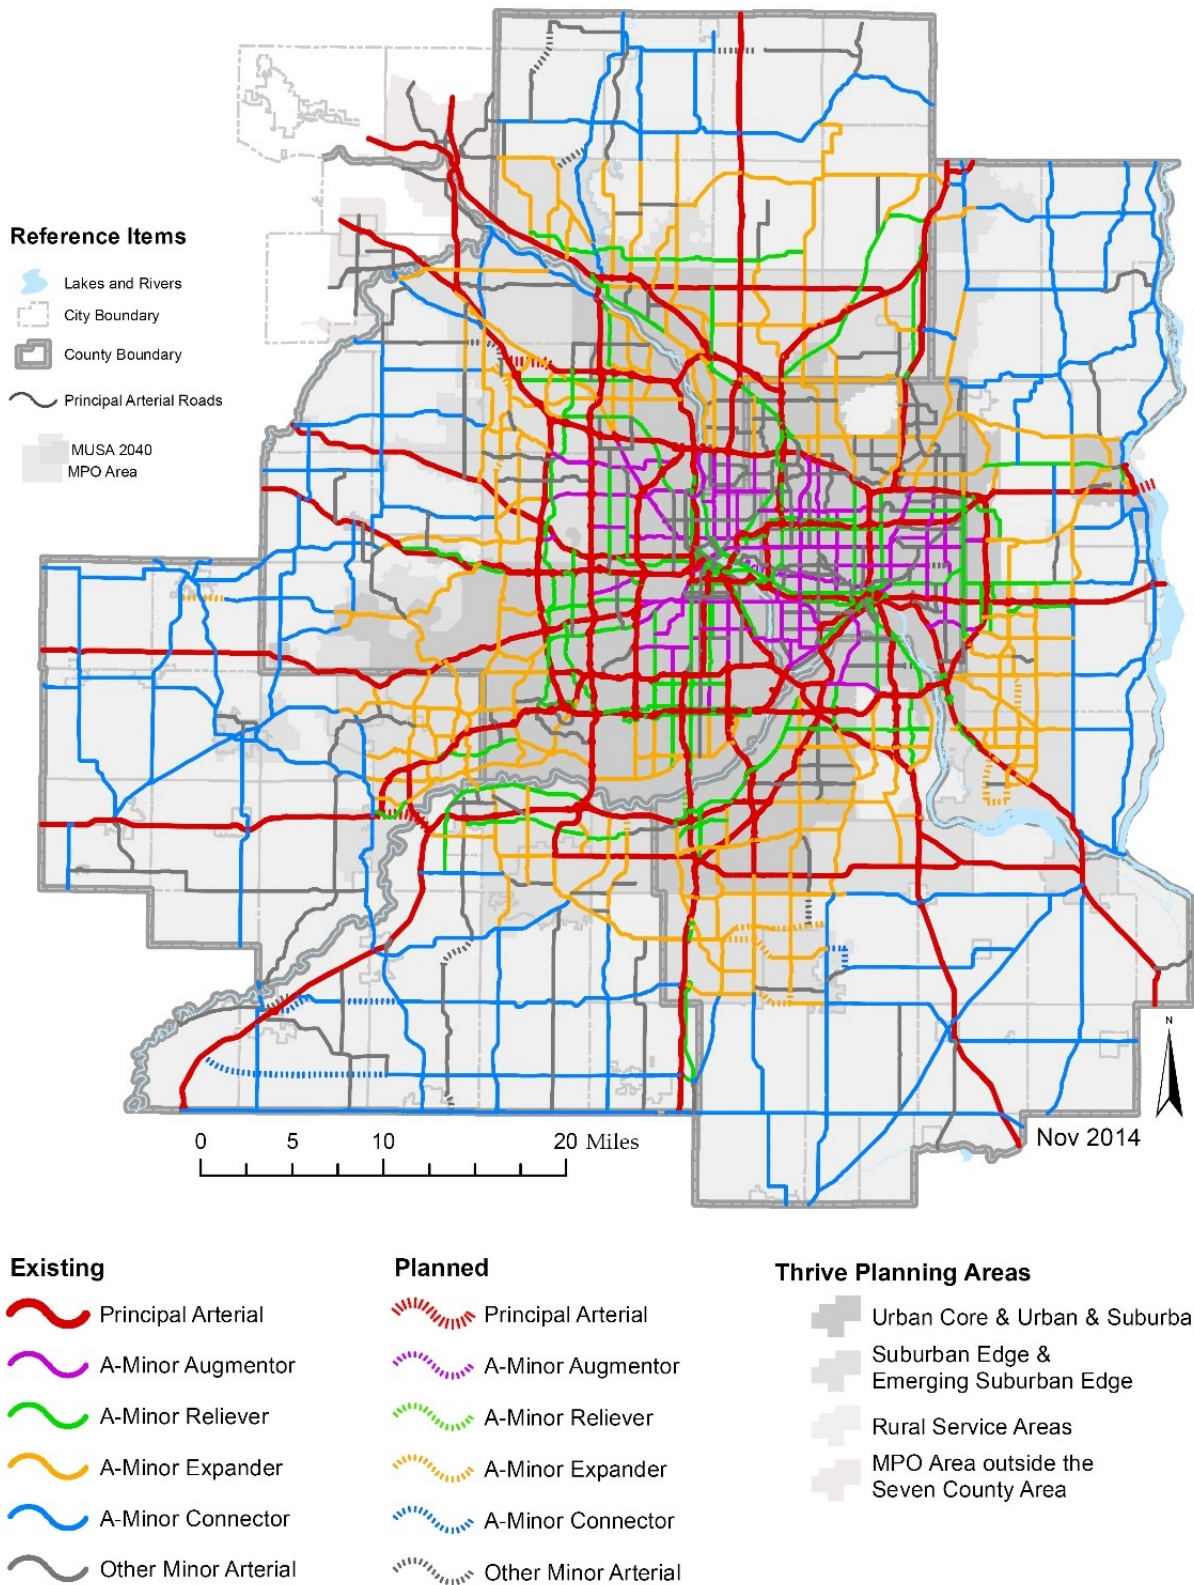 Reference Items
Lakes and Rivers
City Boundary
County Boundary
Principal Arterial Roads
MUSA 2040
MPO Area
N
Nov 2014
0 5 10 20 Miles
Existing
Principal Arterial
A-Minor Augmentor
A-Minor Reliever
A-Minor Expander
A-Minor Connector
Other Minor Arterial
Planned
Principal Arterial
A-Minor Augmentor
A-Minor Reliever
A-Minor Expander
A-Minor Connector
Other Minor Arterial
Thrive Planning Areas
Urban Core & Urban & Suburba
Suburban Edge &
Emerging Suburban Edge
Rural Service Areas
MPO Area outside the
Seven County Area